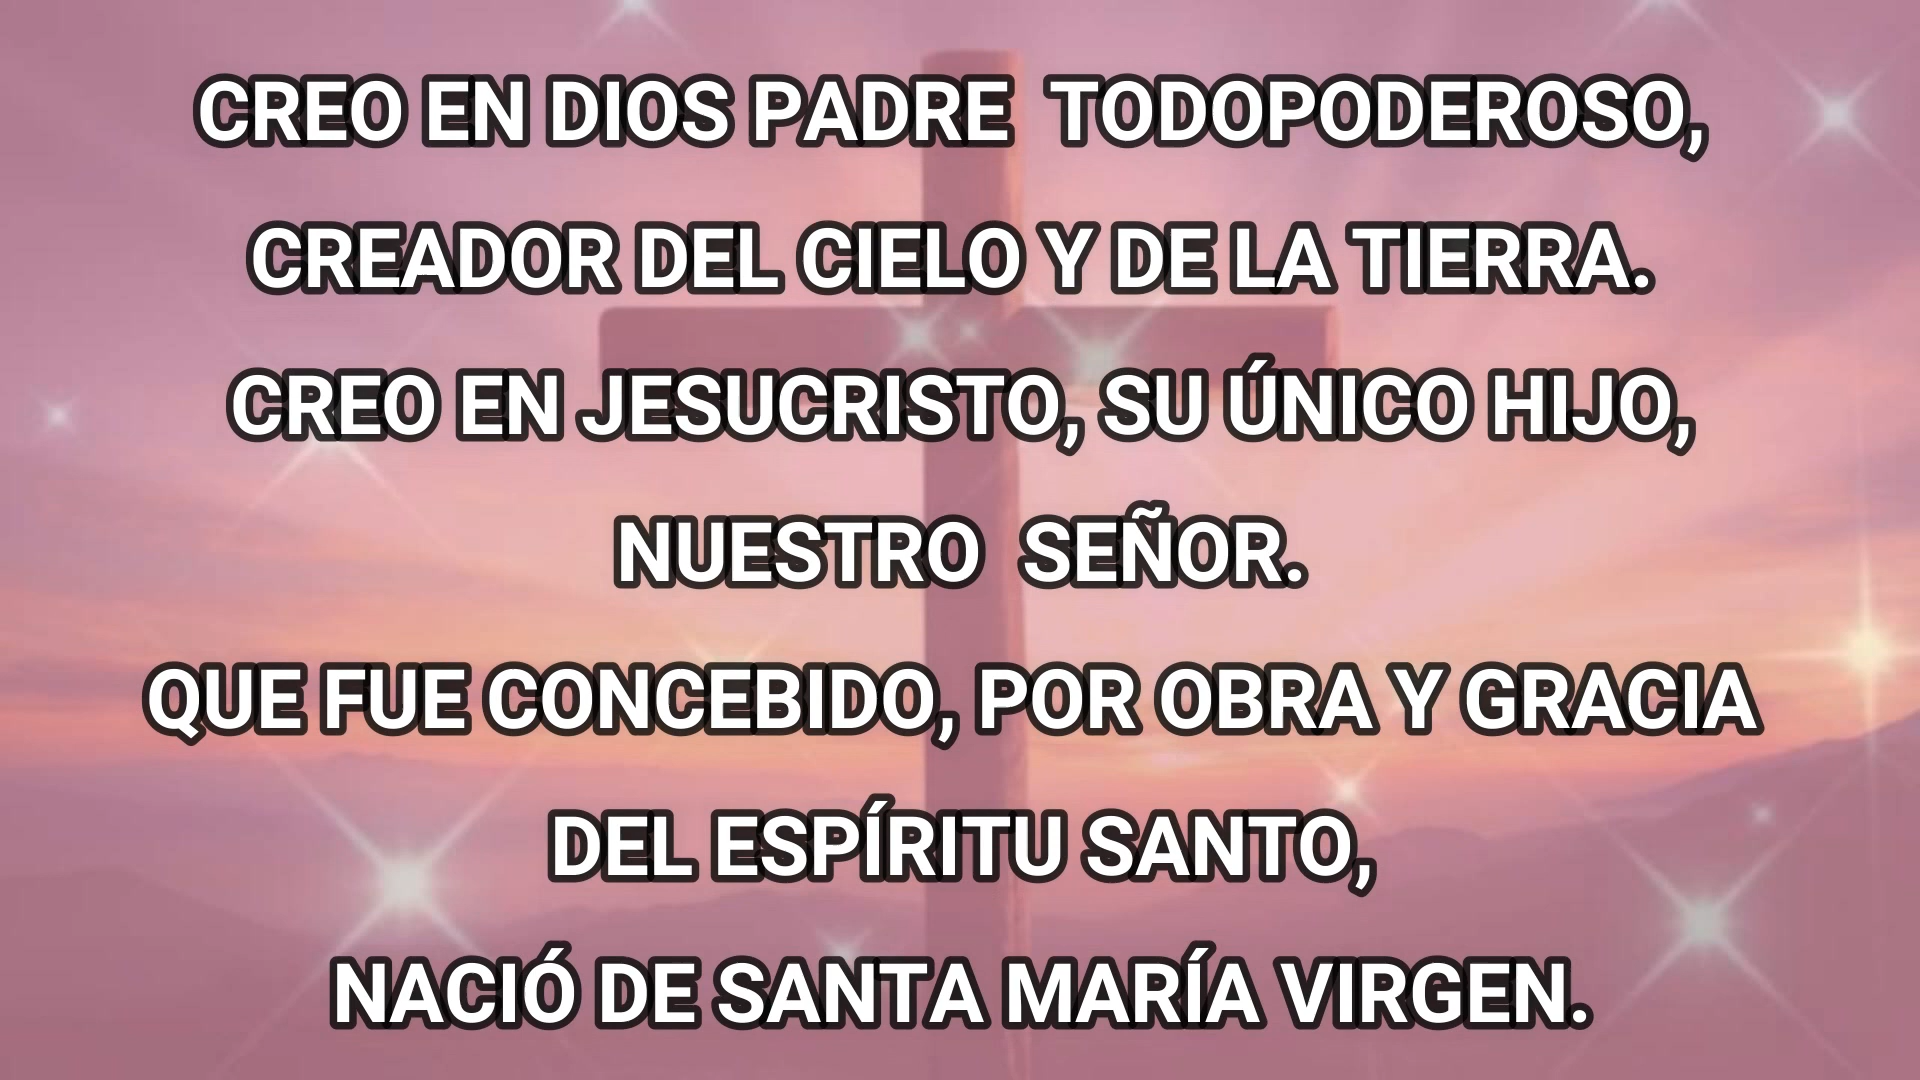 CREO EN DIOS PADRE  TODOPODEROSO,
CREADOR DEL CIELO Y DE LA TIERRA.
CREO EN JESUCRISTO, SU ÚNICO HIJO,
NUESTRO  SEÑOR.
QUE FUE CONCEBIDO, POR OBRA Y GRACIA
DEL ESPÍRITU SANTO,
NACIÓ DE SANTA MARÍA VIRGEN.